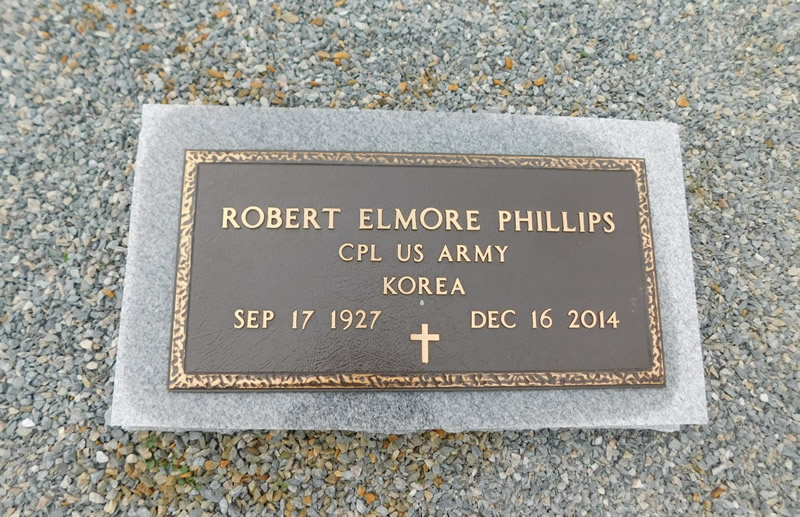 ROBERT ELMORE PHILLIPS
CPL US ARMY
KOREA
SEP 17 1927 DEC 16 2014